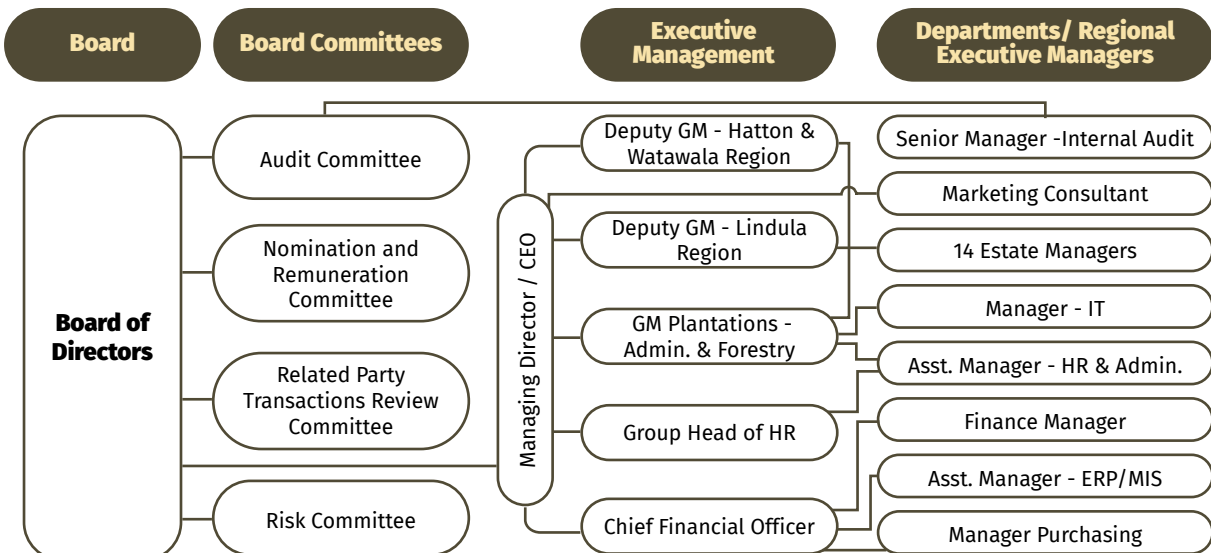 Board
Board Committees
Executive
Management
Departments/ Regional
Executive Managers
Board of
Directors
Audit Committee
Nomination and
Remuneration
Committee
Related Party
Transactions Review
Committee
Risk Committee
Managing Director / CEO
Deputy GM - Hatton &
Watawala Region
Deputy GM - Lindula
Region
GM Plantations -
Admin. & Forestry
Group Head of HR
Chief Financial Officer
Senior Manager -Internal Audit
Marketing Consultant
14 Estate Managers
Manager - IT
Asst. Manager - HR & Admin.
Finance Manager
Asst. Manager - ERP/MIS
Manager Purchasing